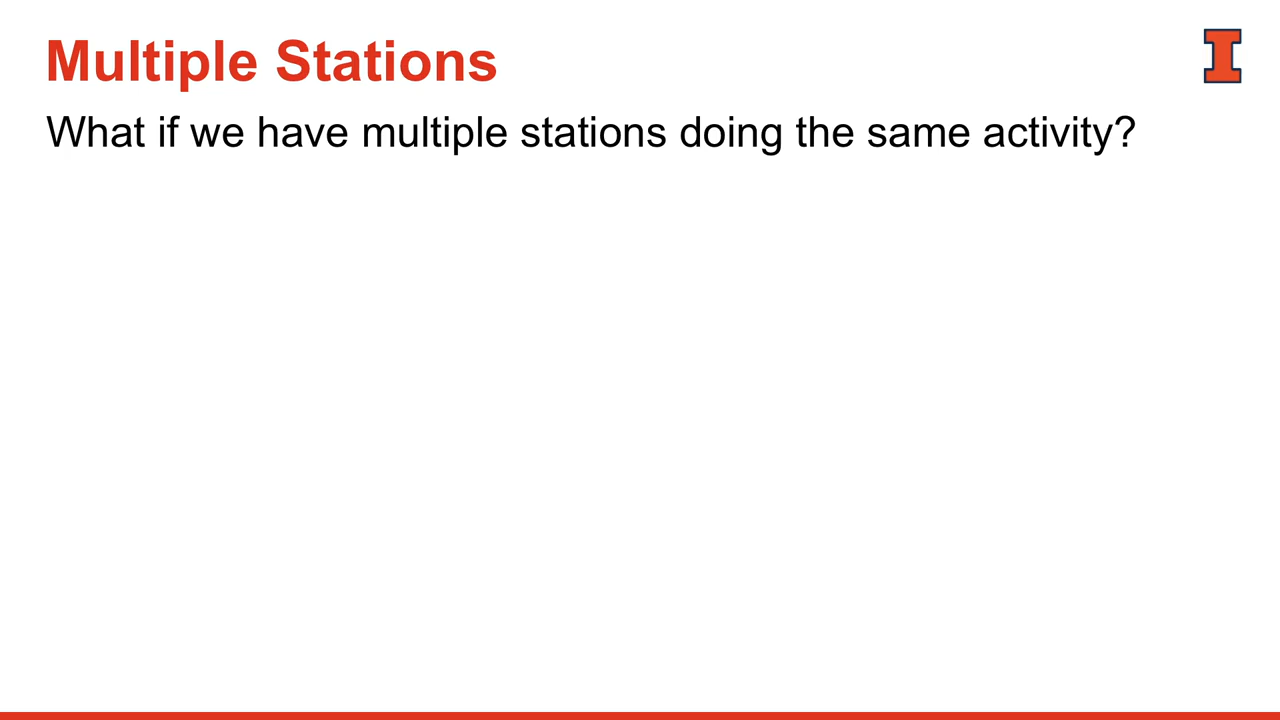 Multiple Stations
What if we have multiple stations doing the same activity?